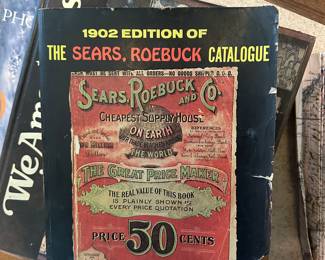 PHO
We Am
1902 EDITION OF
THE SEARS, ROEBUCK CATALOGUE
SEARS, ROEBUCK AND CO.
CHEAPEST SUPPLY HOUSE
ON EARTH
THE WORLD
REFERENCES
THE GREAT PRICE MAKER
THE REAL VALUE OF THIS BOOK
IS PLAINLY SHOWN IN
EVERY PRICE QUOTATION
PRICE 50 CENTS